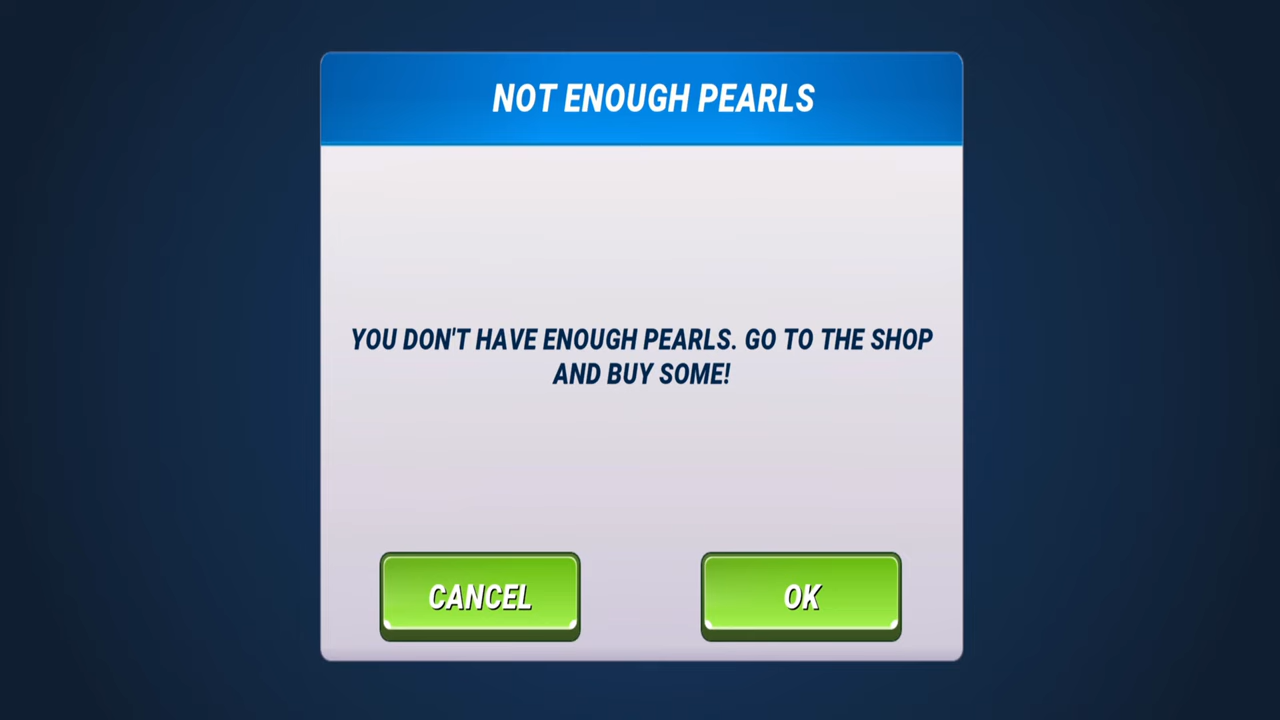 NOT ENOUGH PEARLS
YOU DON'T HAVE ENOUGH PEARLS. GO TO THE SHOP
AND BUY SOME!
CANCEL
OK